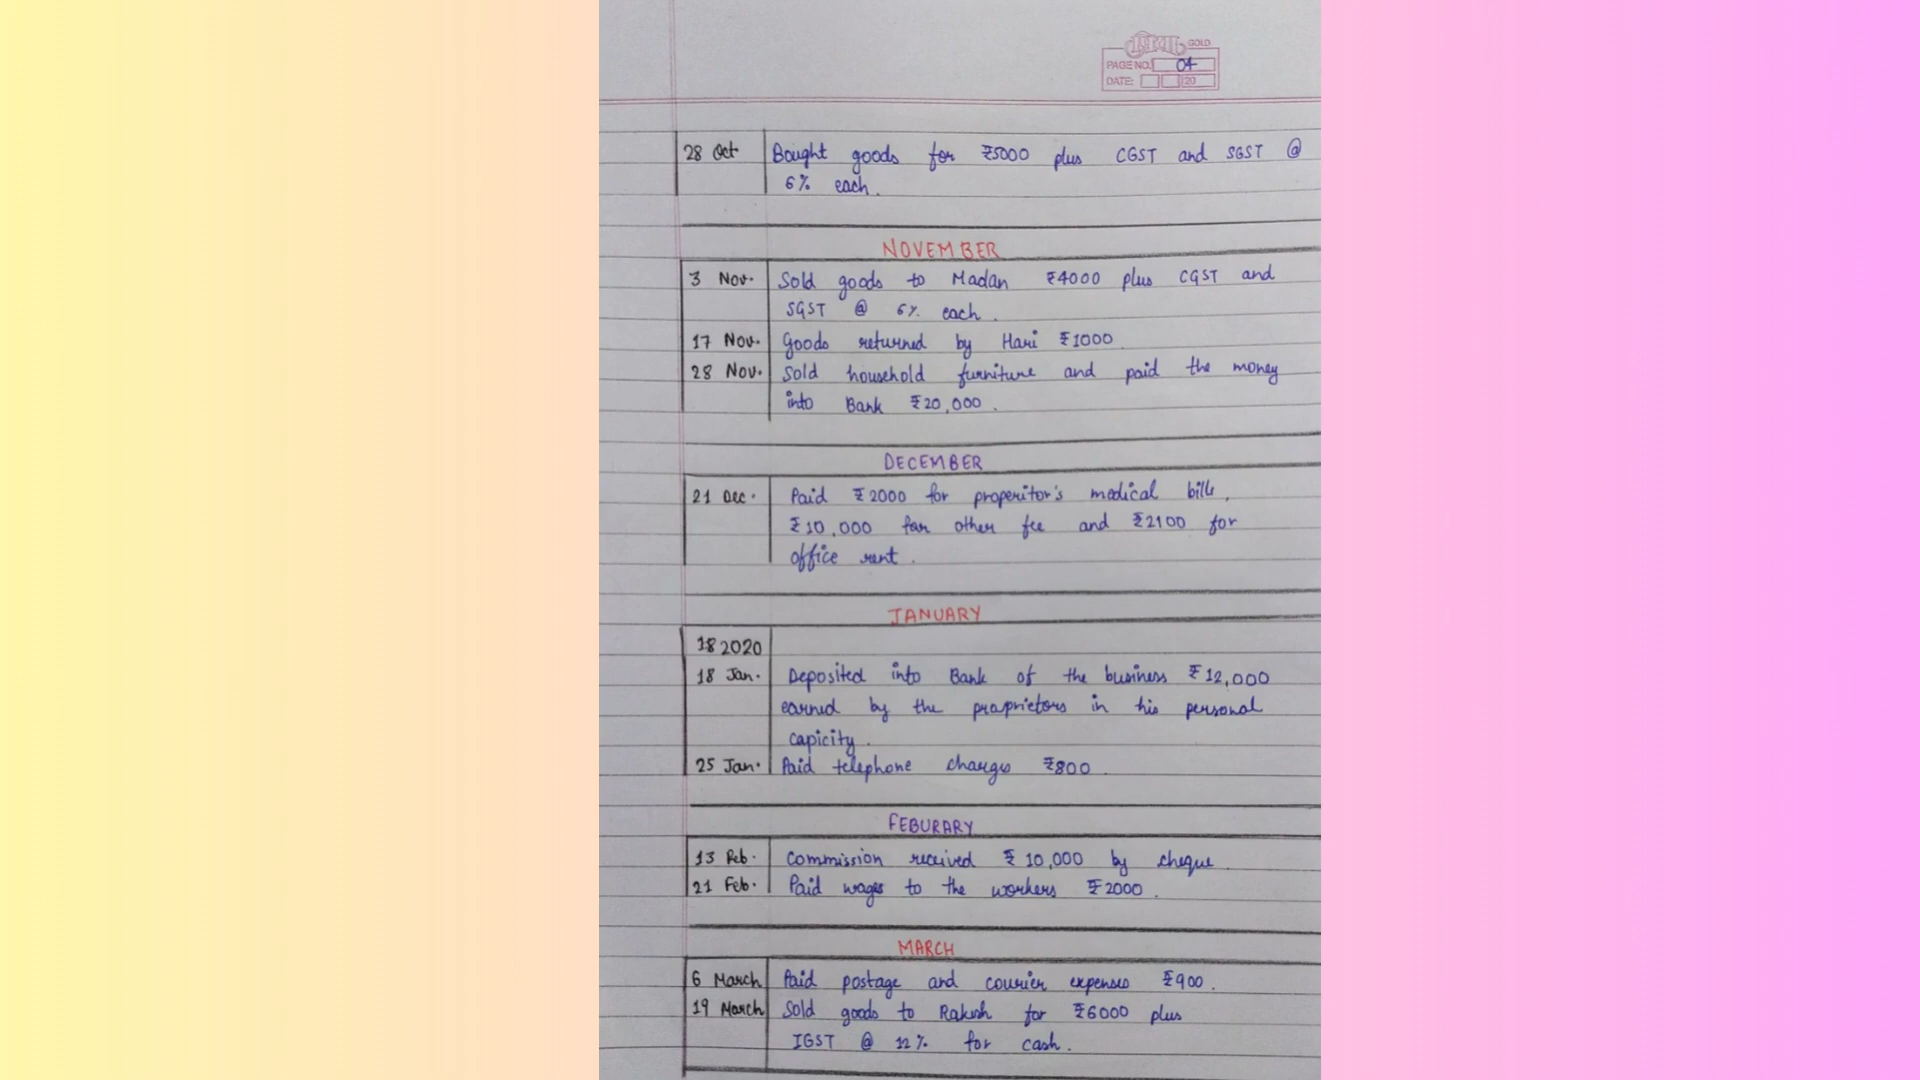 GOLD
PAGE NO. 04
DATE: 20
28 Oct Bought goods for ₹5000 plus CGST and SGST @
6% each.
NOVEMBER
3 Nov. Sold goods to Madan ₹4000 plus CGST and
SGST @ 6% each.
17 Nov. Goods returned by Hari ₹1000
28 Nov. Sold household furniture and paid the money
into Bank ₹20,000.
DECEMBER
21 Dec. Paid ₹2000 for properitor's medical bills,
₹10,000 for other fee and ₹2100 for
office rent.
JANUARY
18 2020
18 Jan. Deposited into Bank of the business ₹12,000
earned by the proprietors in his personal
capicity.
25 Jan. Paid telephone charges ₹800.
FEBURARY
13 Feb. Commission received ₹10,000 by cheque.
21 Feb. Paid wages to the workers ₹2000.
MARCH
6 March Paid postage and courier expenses ₹900.
19 March Sold goods to Rakesh for ₹6000 plus
IGST @ 12% for cash.